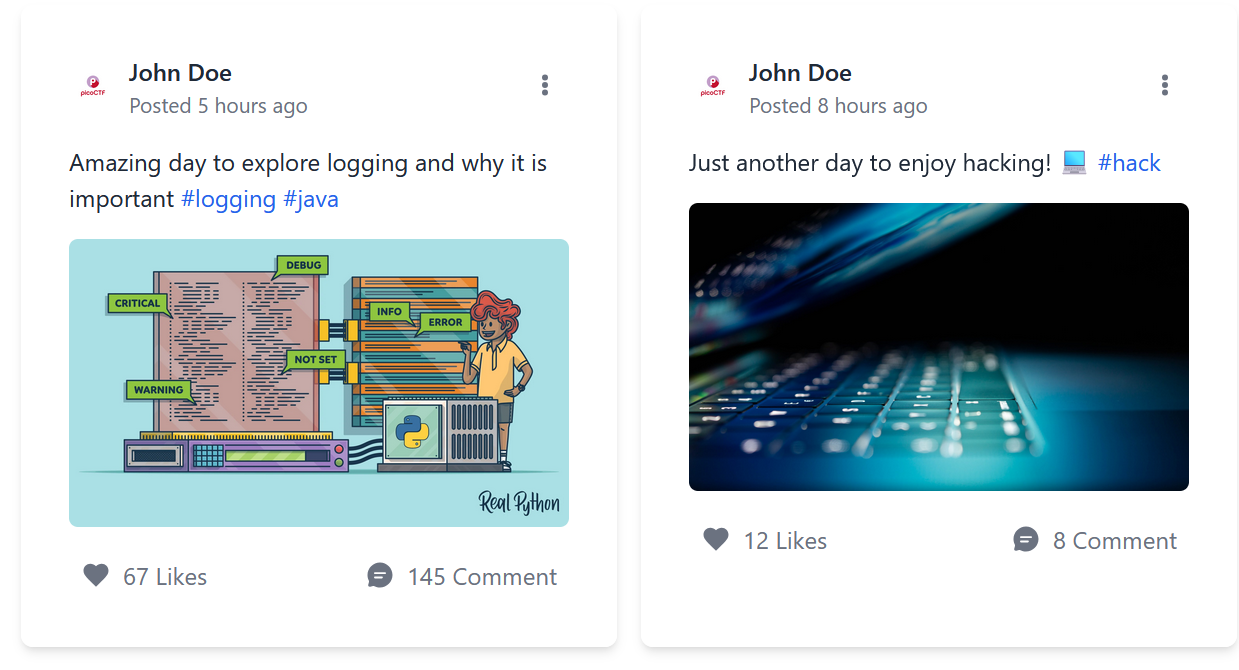 picoCTF
John Doe
Posted 5 hours ago
Amazing day to explore logging and why it is
important #logging #java
DEBUG
CRITICAL
INFO
ERROR
NOT SET
WARNING
Real Python
67 Likes
145 Comment
picoCTF
John Doe
Posted 8 hours ago
Just another day to enjoy hacking! 💻 #hack
12 Likes
8 Comment